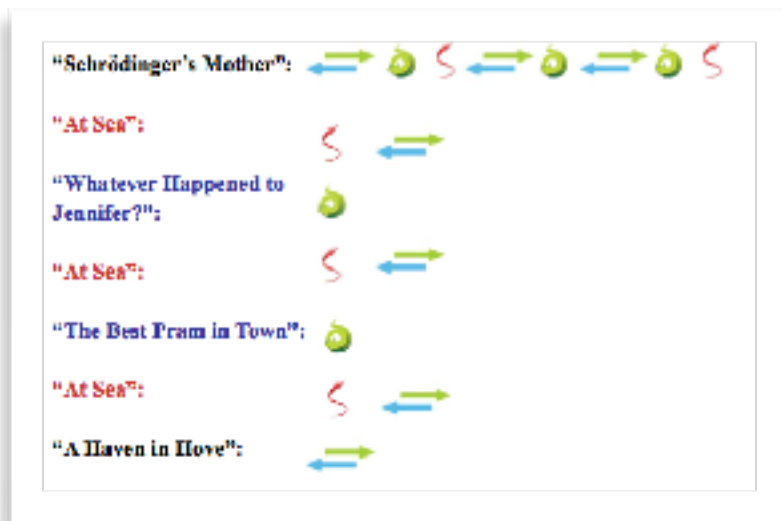 “Schrödinger’s Mother”:
“At Sea”:
“Whatever Happened to
Jennifer?”:
“At Sea”:
“The Best Pram in Town”:
“At Sea”:
“A Haven in Hove”: